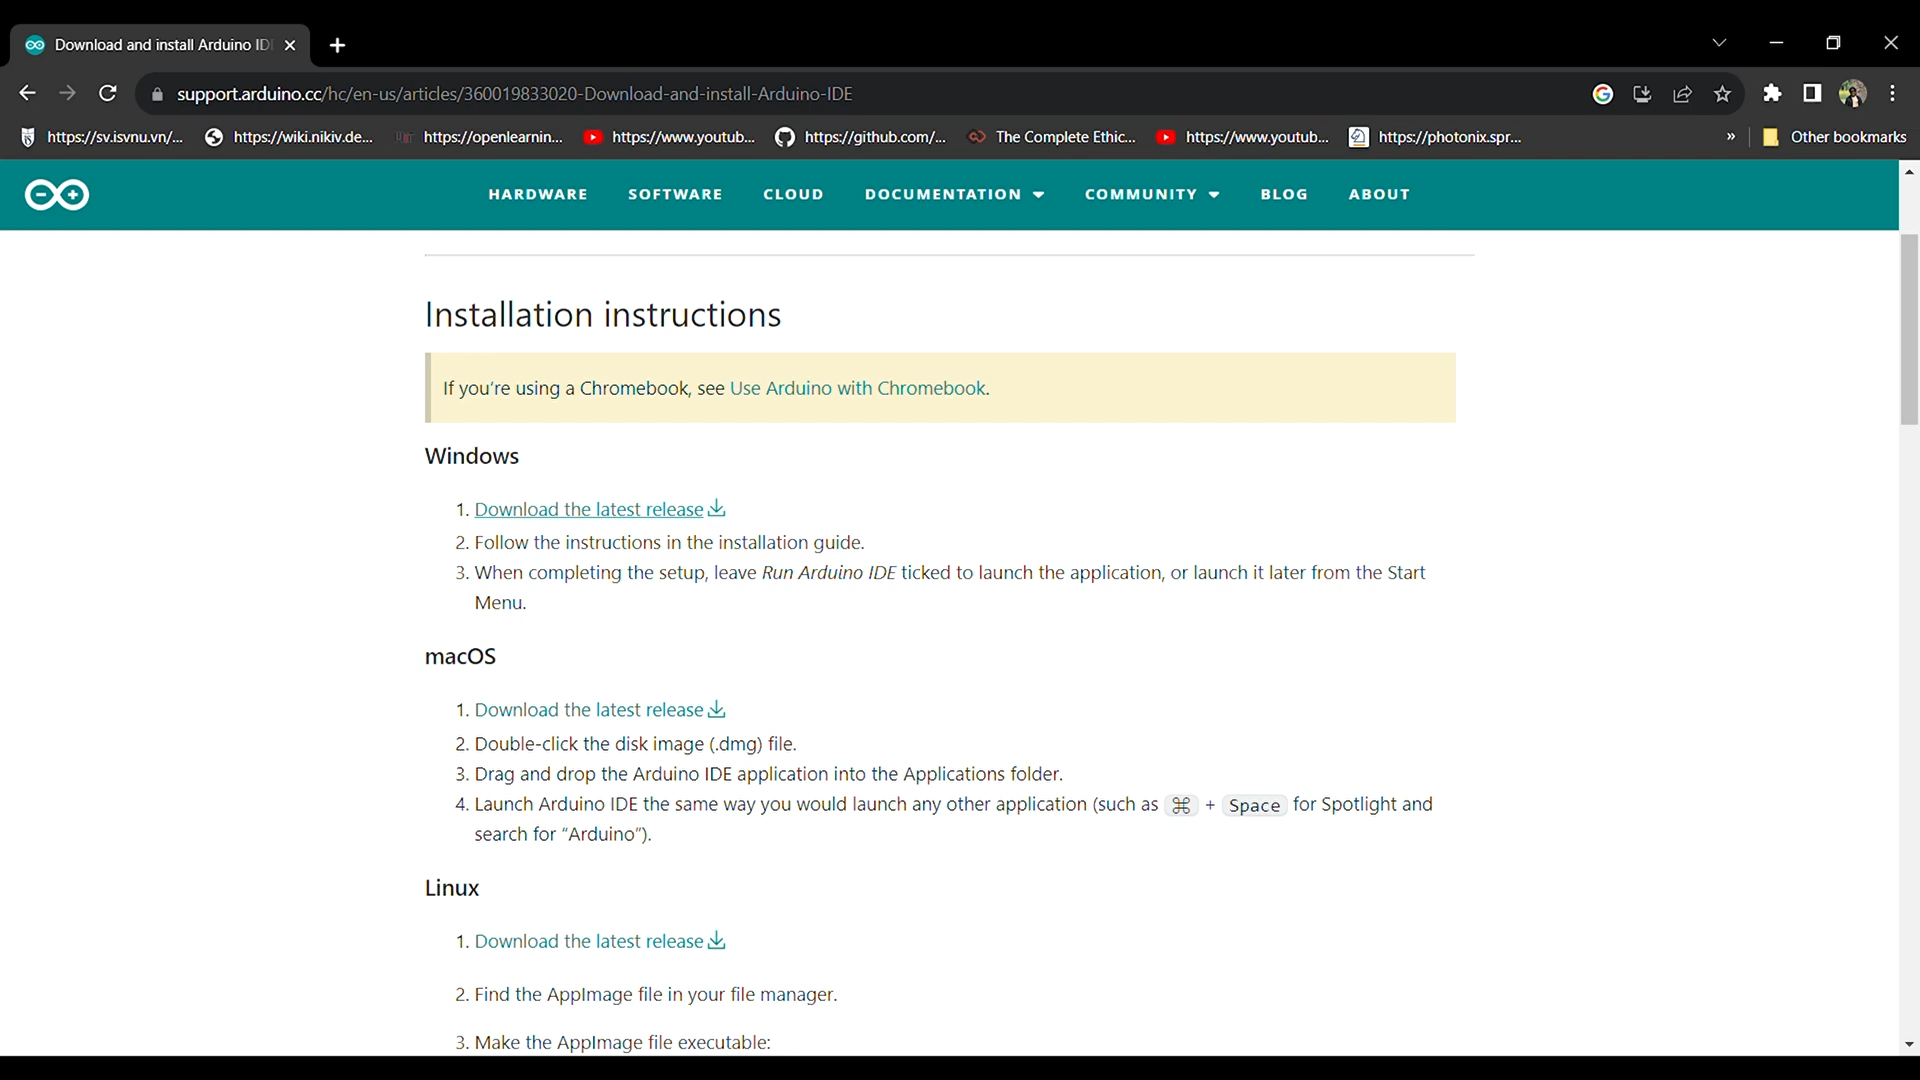 Download and install Arduino ID
support.arduino.cc/hc/en-us/articles/360019833020-Download-and-install-Arduino-IDE
https://sv.isvnu.vn/... https://wiki.nikiv.de... https://openlearnin... https://www.youtub... https://github.com/... The Complete Ethic... https://www.youtub... https://photonix.spr... » Other bookmarks
HARDWARE SOFTWARE CLOUD DOCUMENTATION COMMUNITY BLOG ABOUT
Installation instructions
If you're using a Chromebook, see Use Arduino with Chromebook.
Windows
1. Download the latest release
2. Follow the instructions in the installation guide.
3. When completing the setup, leave Run Arduino IDE ticked to launch the application, or launch it later from the Start
Menu.
macOS
1. Download the latest release
2. Double-click the disk image (.dmg) file.
3. Drag and drop the Arduino IDE application into the Applications folder.
4. Launch Arduino IDE the same way you would launch any other application (such as ⌘ + Space for Spotlight and
search for “Arduino”).
Linux
1. Download the latest release
2. Find the AppImage file in your file manager.
3. Make the AppImage file executable: